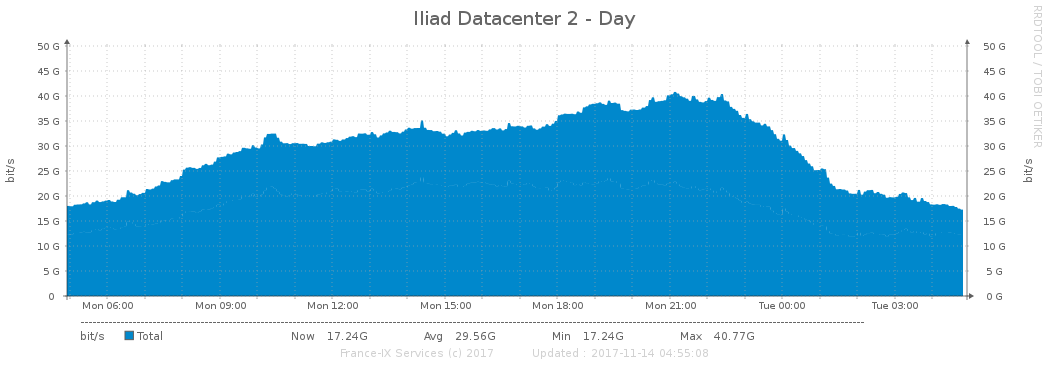 Iliad Datacenter 2 - Day
RRDTOOL / TOBI OETIKER
50 G 50 G
45 G 45 G
40 G 40 G
35 G 35 G
30 G 30 G
25 G 25 G
20 G 20 G
15 G 15 G
10 G 10 G
5 G 5 G
0 0 G
bit/s bit/s
Mon 06:00 Mon 09:00 Mon 12:00 Mon 15:00 Mon 18:00 Mon 21:00 Tue 00:00 Tue 03:00
bit/s Total Now 17.24G Avg 29.56G Min 17.24G Max 40.77G
France-IX Services (c) 2017 Updated : 2017-11-14 04:55:08